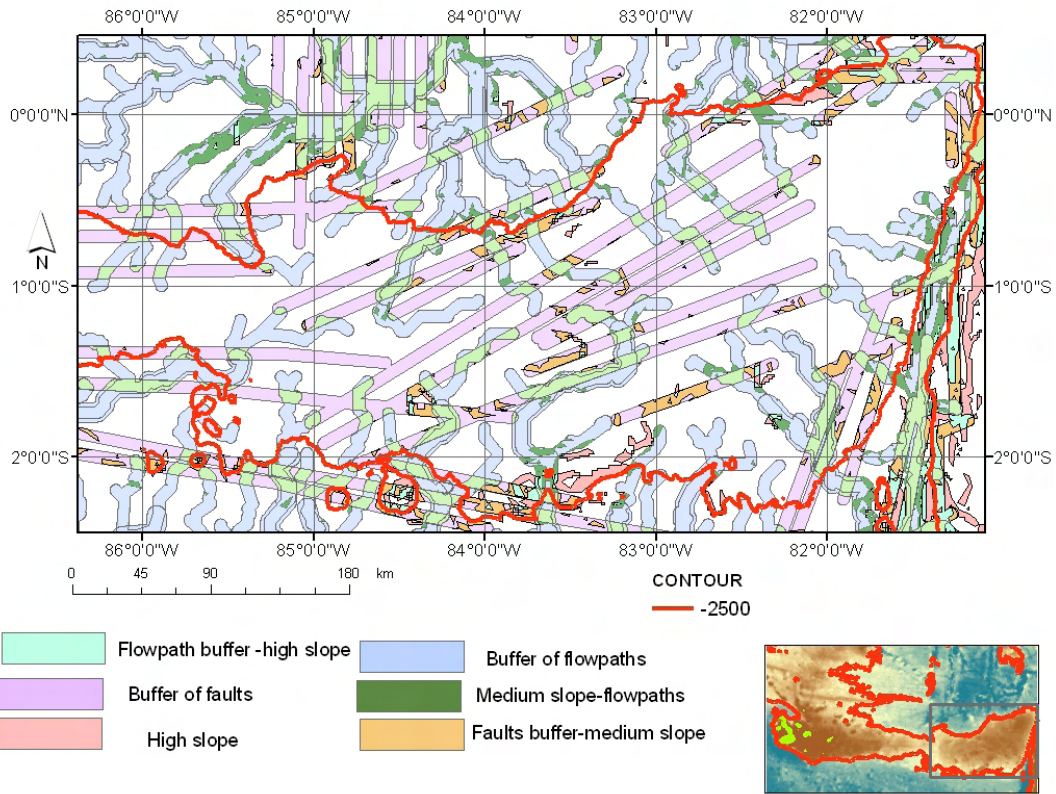 86°0'0"W 85°0'0"W 84°0'0"W 83°0'0"W 82°0'0"W
0°0'0"N 0°0'0"N
N
1°0'0"S 1°0'0"S
2°0'0"S 2°0'0"S
86°0'0"W 85°0'0"W 84°0'0"W 83°0'0"W 82°0'0"W
0 45 90 180 km
CONTOUR
-2500
Flowpath buffer -high slope
Buffer of flowpaths
Buffer of faults
Medium slope-flowpaths
High slope
Faults buffer-medium slope